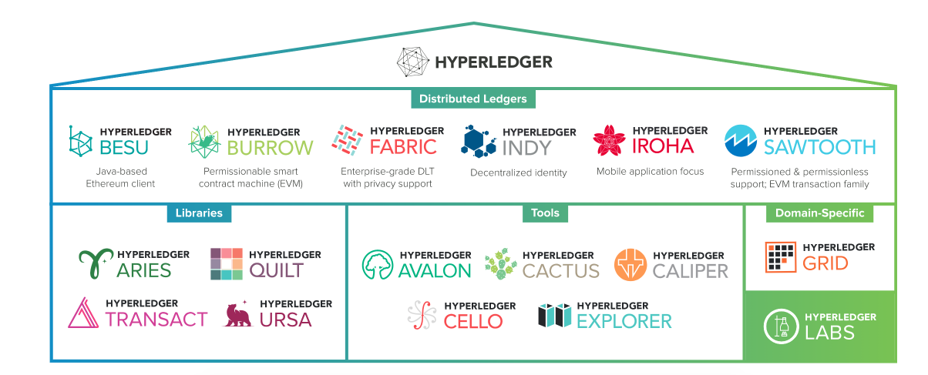 HYPERLEDGER
Distributed Ledgers
HYPERLEDGER
BESU
Java-based
Ethereum client
HYPERLEDGER
BURROW
Permissionable smart
contract machine (EVM)
HYPERLEDGER
FABRIC
Enterprise-grade DLT
with privacy support
HYPERLEDGER
INDY
Decentralized identity
HYPERLEDGER
IROHA
Mobile application focus
HYPERLEDGER
SAWTOOTH
Permissioned & permissionless
support; EVM transaction family
Libraries
HYPERLEDGER
ARIES
HYPERLEDGER
QUILT
HYPERLEDGER
TRANSACT
HYPERLEDGER
URSA
Tools
HYPERLEDGER
AVALON
HYPERLEDGER
CACTUS
HYPERLEDGER
CALIPER
HYPERLEDGER
CELLO
HYPERLEDGER
EXPLORER
Domain-Specific
HYPERLEDGER
GRID
HYPERLEDGER
LABS